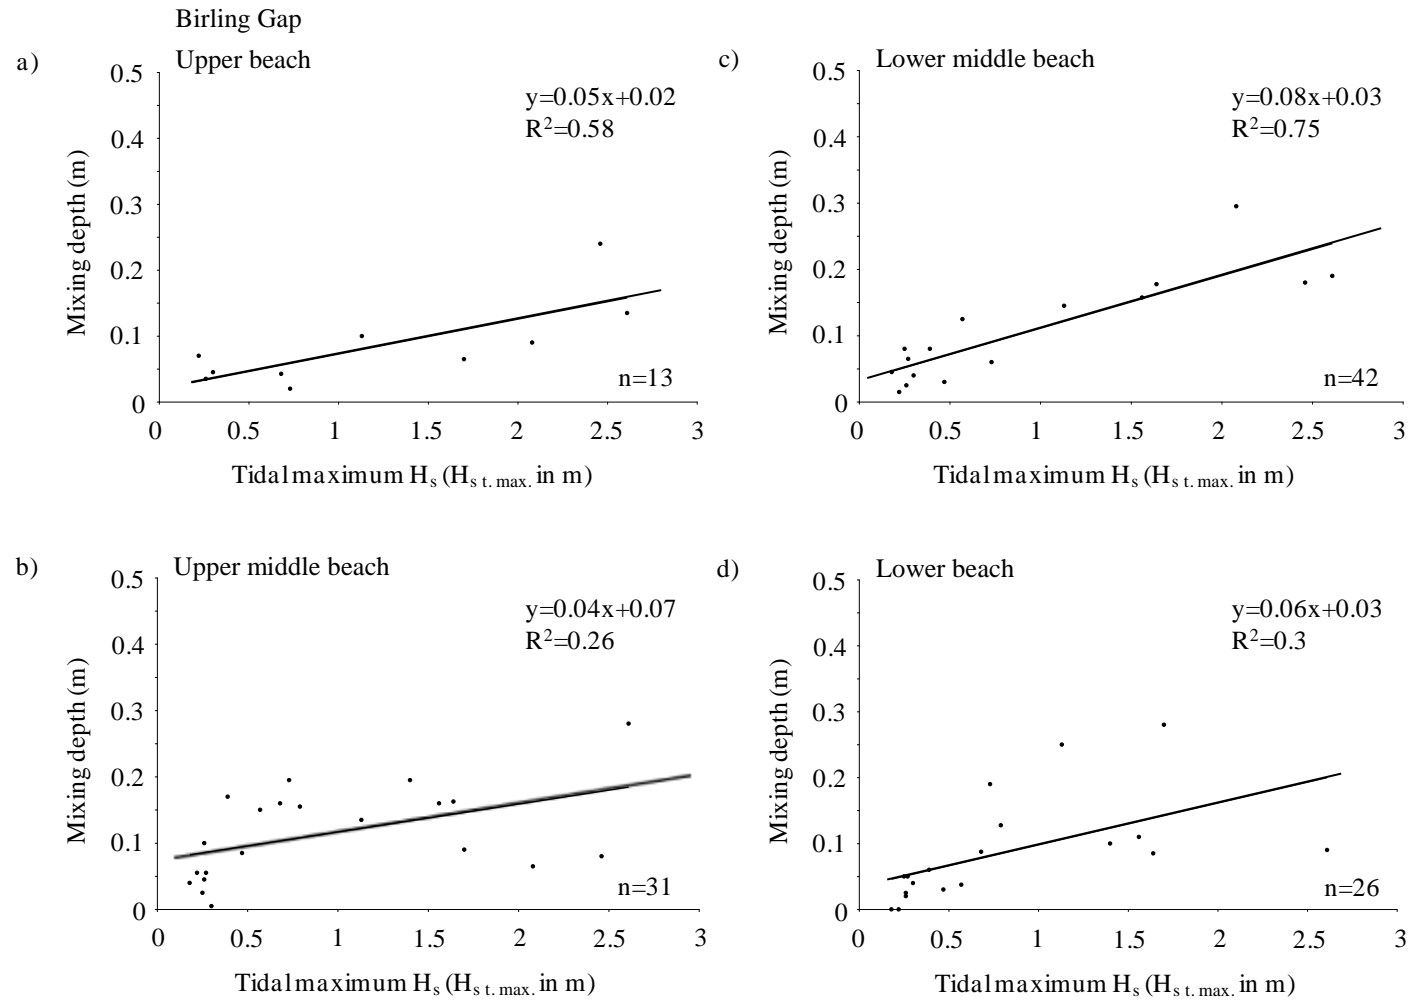 Birling Gap
a)
Upper beach
0.5
0.4
0.3
0.2
0.1
0
Mixing depth (m)
y=0.05x+0.02
R²=0.58
n=13
0 0.5 1 1.5 2 2.5 3
Tidal maximum Hₛ (Hₛ ₜ. ₘₐₓ. in m)
c)
Lower middle beach
0.5
0.4
0.3
0.2
0.1
0
Mixing depth (m)
y=0.08x+0.03
R²=0.75
n=42
0 0.5 1 1.5 2 2.5 3
Tidal maximum Hₛ (Hₛ ₜ. ₘₐₓ. in m)
b)
Upper middle beach
0.5
0.4
0.3
0.2
0.1
0
Mixing depth (m)
y=0.04x+0.07
R²=0.26
n=31
0 0.5 1 1.5 2 2.5 3
Tidal maximum Hₛ (Hₛ ₜ. ₘₐₓ. in m)
d)
Lower beach
0.5
0.4
0.3
0.2
0.1
0
Mixing depth (m)
y=0.06x+0.03
R²=0.3
n=26
0 0.5 1 1.5 2 2.5 3
Tidal maximum Hₛ (Hₛ ₜ. ₘₐₓ. in m)